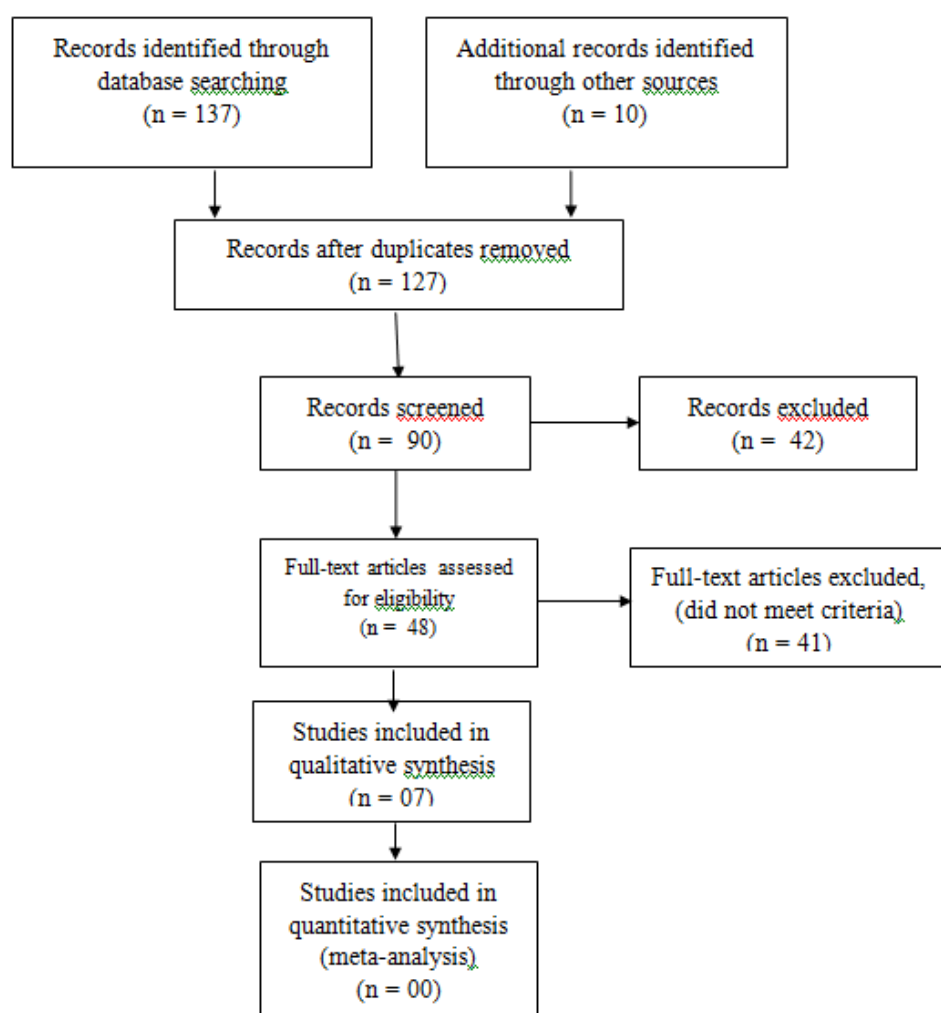 Records identified through
database searching
(n = 137)
Additional records identified
through other sources
(n = 10)
Records after duplicates removed
(n = 127)
Records screened
(n = 90)
Records excluded
(n = 42)
Full-text articles assessed
for eligibility
(n = 48)
Full-text articles excluded,
(did not meet criteria)
(n = 41)
Studies included in
qualitative synthesis
(n = 07)
Studies included in
quantitative synthesis
(meta-analysis)
(n = 00)